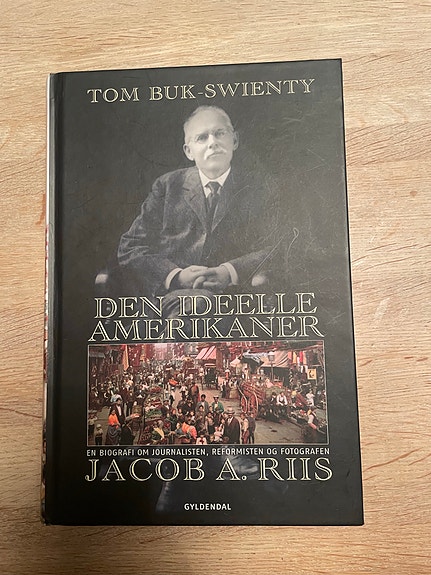 TOM BUK-SWIENTY
DEN IDEELLE
AMERIKANER
EN BIOGRAFI OM JOURNALISTEN, REFORMISTEN OG FOTOGRAFEN
JACOB A. RIIS
GYLDENDAL